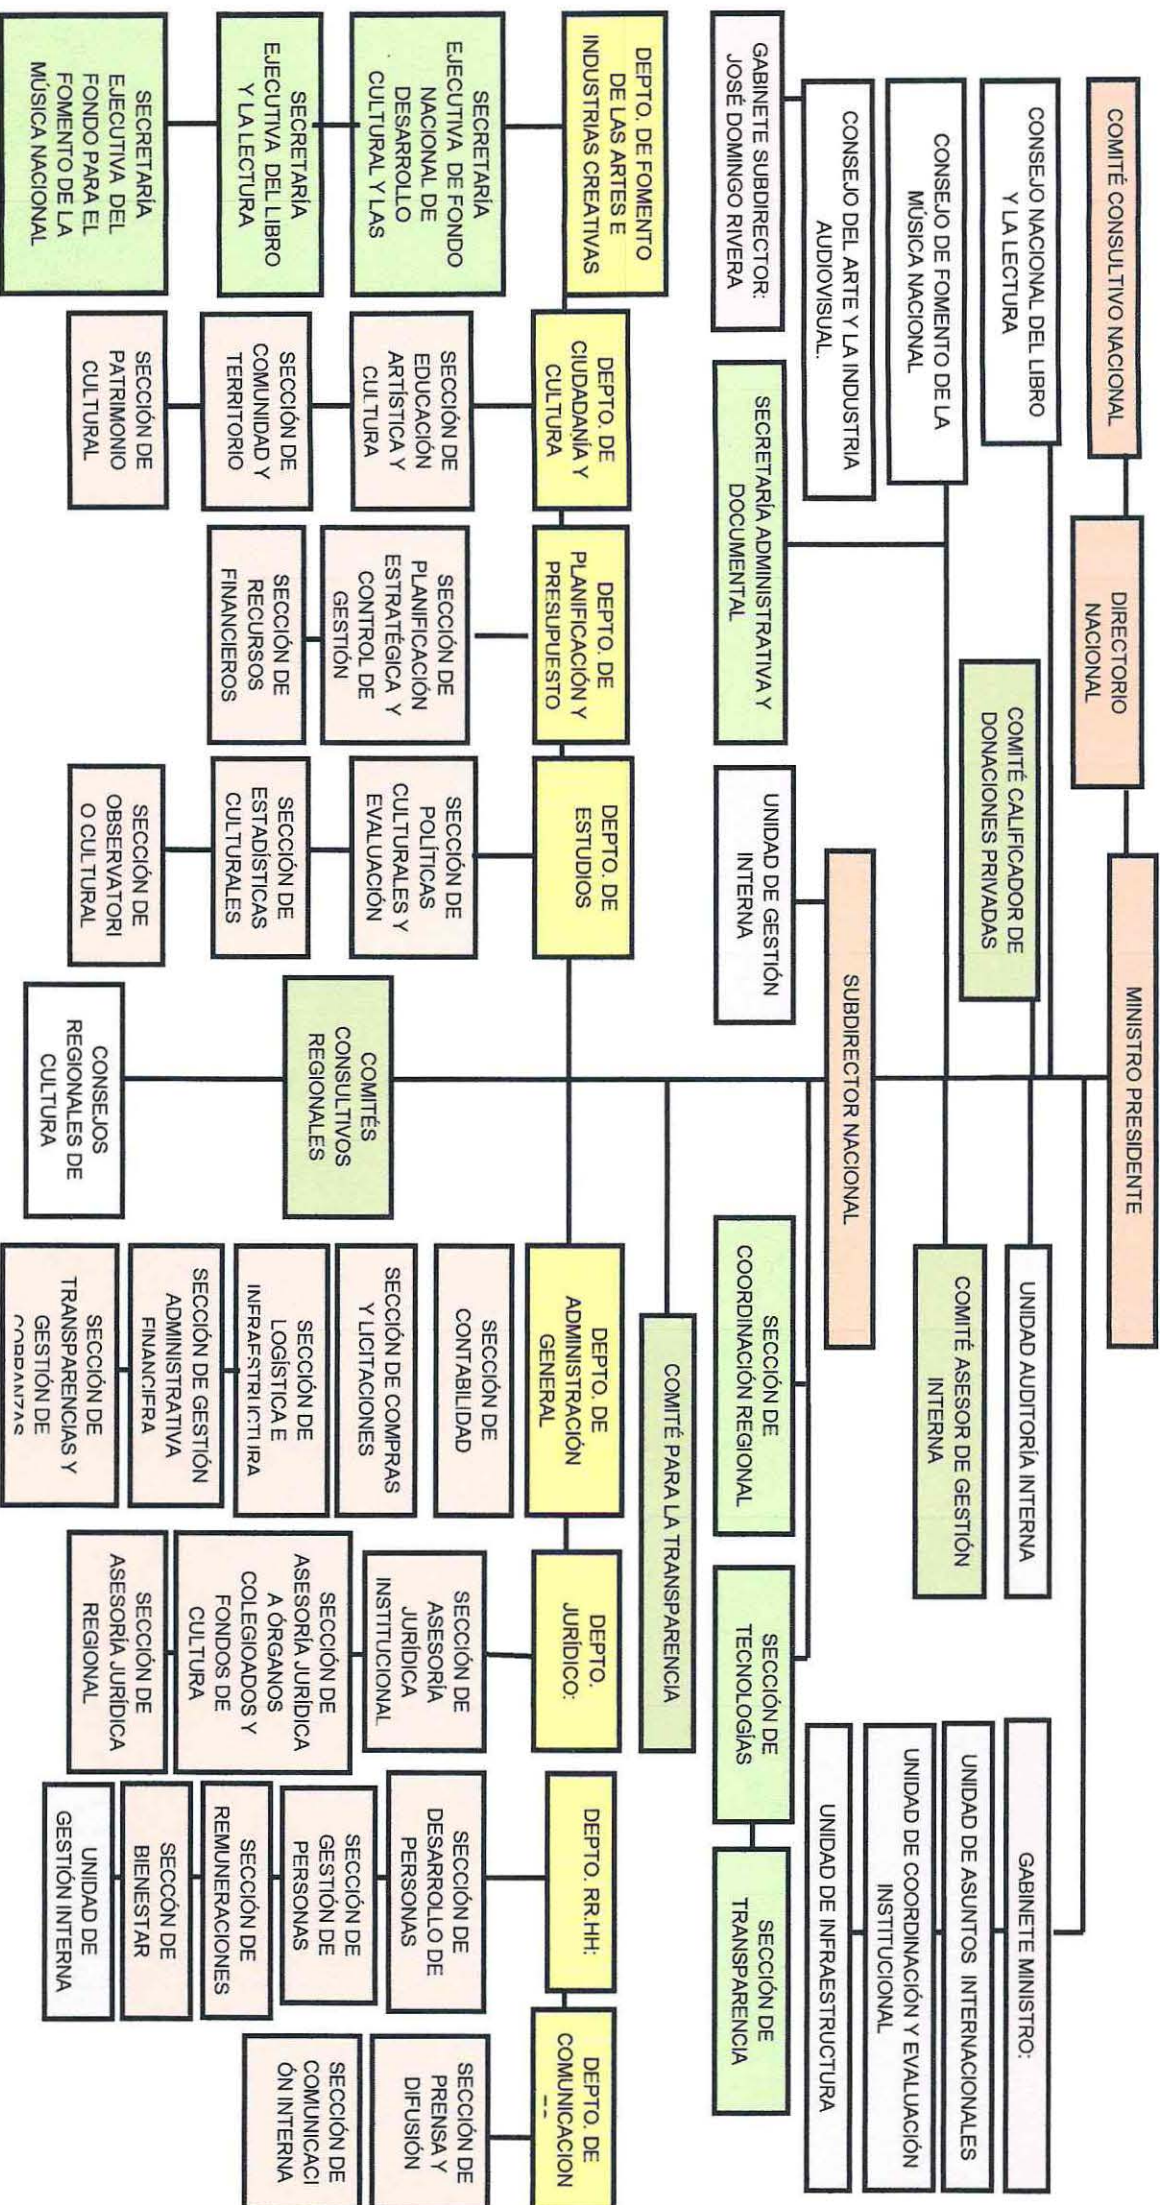 COMITÉ CONSULTIVO NACIONAL
DIRECTORIO
NACIONAL
MINISTRO PRESIDENTE
CONSEJO NACIONAL DEL LIBRO
Y LA LECTURA
COMITÉ CALIFICADOR DE
DONACIONES PRIVADAS
UNIDAD AUDITORÍA INTERNA
GABINETE MINISTRO:
CONSEJO DE FOMENTO DE LA
MÚSICA NACIONAL
COMITÉ ASESOR DE GESTIÓN
INTERNA
UNIDAD DE ASUNTOS INTERNACIONALES
CONSEJO DEL ARTE Y LA INDUSTRIA
AUDIOVISUAL.
SUBDIRECTOR NACIONAL
UNIDAD DE COORDINACIÓN Y EVALUACIÓN
INSTITUCIONAL
UNIDAD DE INFRAESTRUCTURA
GABINETE SUBDIRECTOR:
JOSÉ DOMINGO RIVERA
SECRETARÍA ADMINISTRATIVA Y
DOCUMENTAL
UNIDAD DE GESTIÓN
INTERNA
SECCIÓN DE
COORDINACIÓN REGIONAL
SECCIÓN DE
TECNOLOGÍAS
SECCIÓN DE
TRANSPARENCIA
COMITÉ PARA LA TRANSPARENCIA
DEPTO. DE FOMENTO
DE LAS ARTES E
INDUSTRIAS CREATIVAS
DEPTO. DE
CIUDADANÍA Y
CULTURA
DEPTO. DE
PLANIFICACIÓN Y
PRESUPUESTO
DEPTO. DE
ESTUDIOS
DEPTO. DE
ADMINISTRACIÓN
GENERAL
DEPTO.
JURÍDICO:
DEPTO. RR.HH:
DEPTO. DE
COMUNICACION
SECRETARÍA
EJECUTIVA DE FONDO
NACIONAL DE
DESARROLLO
CULTURAL Y LAS
SECRETARÍA
EJECUTIVA DEL LIBRO
Y LA LECTURA
SECRETARÍA
EJECUTIVA DEL
FONDO PARA EL
FOMENTO DE LA
MÚSICA NACIONAL
SECCIÓN DE
EDUCACIÓN
ARTÍSTICA Y
CULTURA
SECCIÓN DE
COMUNIDAD Y
TERRITORIO
SECCIÓN DE
PATRIMONIO
CULTURAL
SECCIÓN DE
PLANIFICACIÓN
ESTRATÉGICA Y
CONTROL DE
GESTIÓN
SECCIÓN DE
RECURSOS
FINANCIEROS
SECCIÓN DE
POLÍTICAS
CULTURALES Y
EVALUACIÓN
SECCIÓN DE
ESTADÍSTICAS
CULTURALES
SECCIÓN DE
OBSERVATORI
O CULTURAL
COMITÉS
CONSULTIVOS
REGIONALES
CONSEJOS
REGIONALES DE
CULTURA
SECCIÓN DE
CONTABILIDAD
SECCIÓN DE COMPRAS
Y LICITACIONES
SECCIÓN DE
LOGÍSTICA E
INFRAESTRUCTURA
SECCIÓN DE GESTIÓN
ADMINISTRATIVA
FINANCIERA
SECCIÓN DE
TRANSPARENCIAS Y
GESTIÓN DE
SECCIÓN DE
ASESORÍA
JURÍDICA
INSTITUCIONAL
SECCIÓN DE
ASESORÍA JURÍDICA
A ÓRGANOS
COLEGIOADOS Y
FONDOS DE
CULTURA
SECCIÓN DE
ASESORÍA JURÍDICA
REGIONAL
SECCIÓN DE
DESARROLLO DE
PERSONAS
SECCIÓN DE
GESTIÓN DE
PERSONAS
SECCIÓN DE
REMUNERACIONES
SECCÓN DE
BIENESTAR
UNIDAD DE
GESTIÓN INTERNA
SECCIÓN DE
PRENSA Y
DIFUSIÓN
SECCIÓN DE
COMUNICACI
ÓN INTERNA